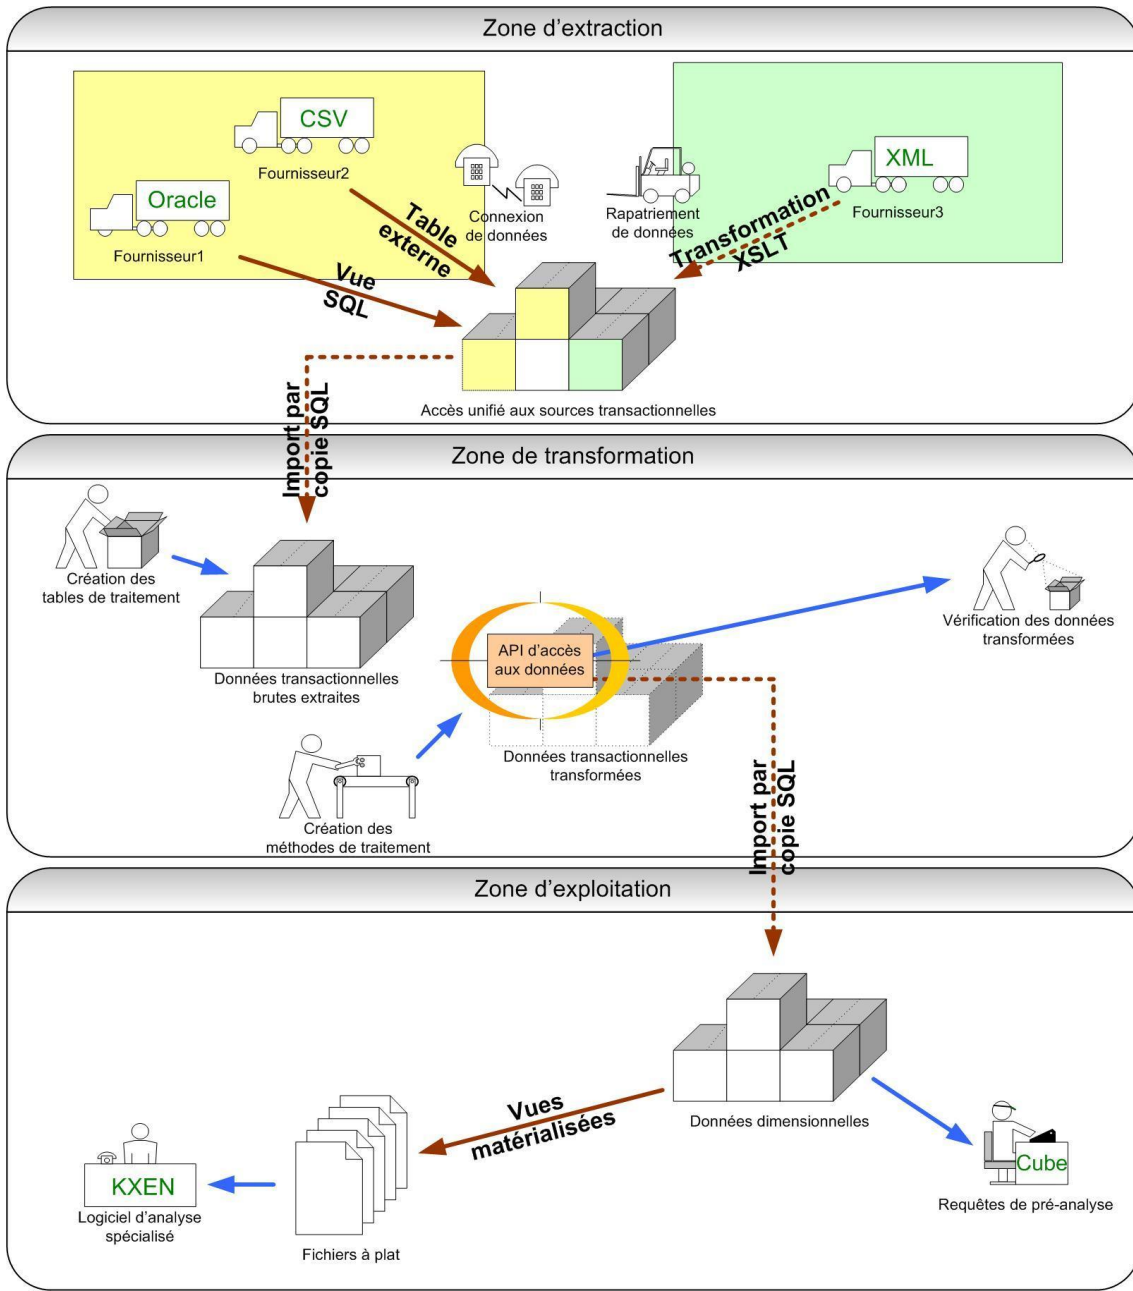 Zone d'extraction
CSV
Fournisseur2
Oracle
Fournisseur1
Connexion
de données
Rapatriement
de données
XML
Fournisseur3
Table
externe
Vue
SQL
Transformation
XSLT
Accès unifié aux sources transactionnelles
Import par
copie SQL
Zone de transformation
Création des
tables de traitement
Données transactionnelles
brutes extraites
API d'accès
aux données
Vérification des données
transformées
Données transactionnelles
transformées
Création des
méthodes de traitement
Import par
copie SQL
Zone d'exploitation
Données dimensionnelles
Vues
matérialisées
Cube
Requêtes de pré-analyse
KXEN
Logiciel d'analyse
spécialisé
Fichiers à plat